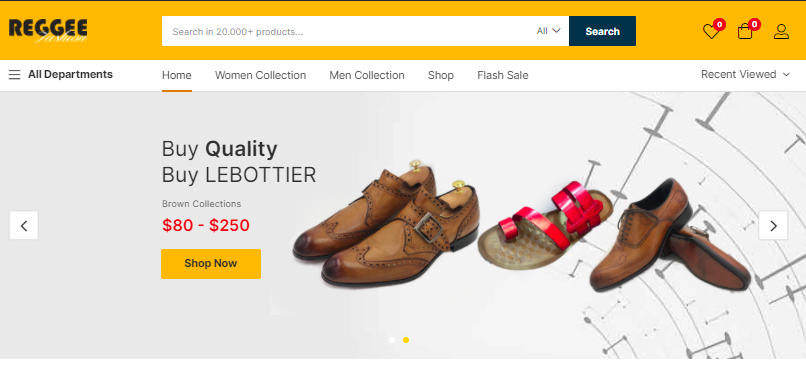 REGGEE
Fashion
Search in 20.000+ products...
All
Search
0
0
All Departments
Home
Women Collection
Men Collection
Shop
Flash Sale
Recent Viewed
Buy Quality
Buy LEBOTTIER
Brown Collections
$80 - $250
Shop Now